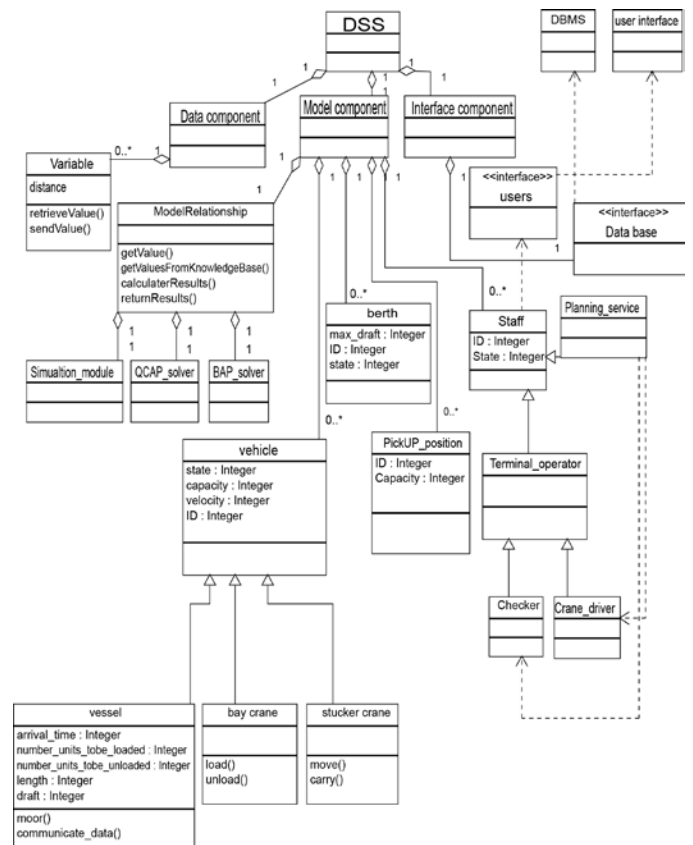 DSS
DBMS
user interface
1
1
1
1
1
1
Data component
Model component
Interface component
0..*
1
1
1
1
1
1
1
1
Variable
distance
retrieveValue()
sendValue()
<<interface>>
users
<<interface>>
Data base
1
ModelRelationship
getValue()
getValuesFromKnowledgeBase()
calculaterResults()
returnResults()
0..*
0..*
berth
max_draft : Integer
ID : Integer
state : Integer
Staff
ID : Integer
State : Integer
Planning_service
1
1
1
1
1
1
Simualtion_module
QCAP_solver
BAP_solver
0..*
0..*
vehicle
state : Integer
capacity : Integer
velocity : Integer
ID : Integer
PickUP_position
ID : Integer
Capacity : Integer
Terminal_operator
Checker
Crane_driver
vessel
arrival_time : Integer
number_units_tobe_loaded : Integer
number_units_tobe_unloaded : Integer
length : Integer
draft : Integer
moor()
communicate_data()
bay crane
load()
unload()
stucker crane
move()
carry()